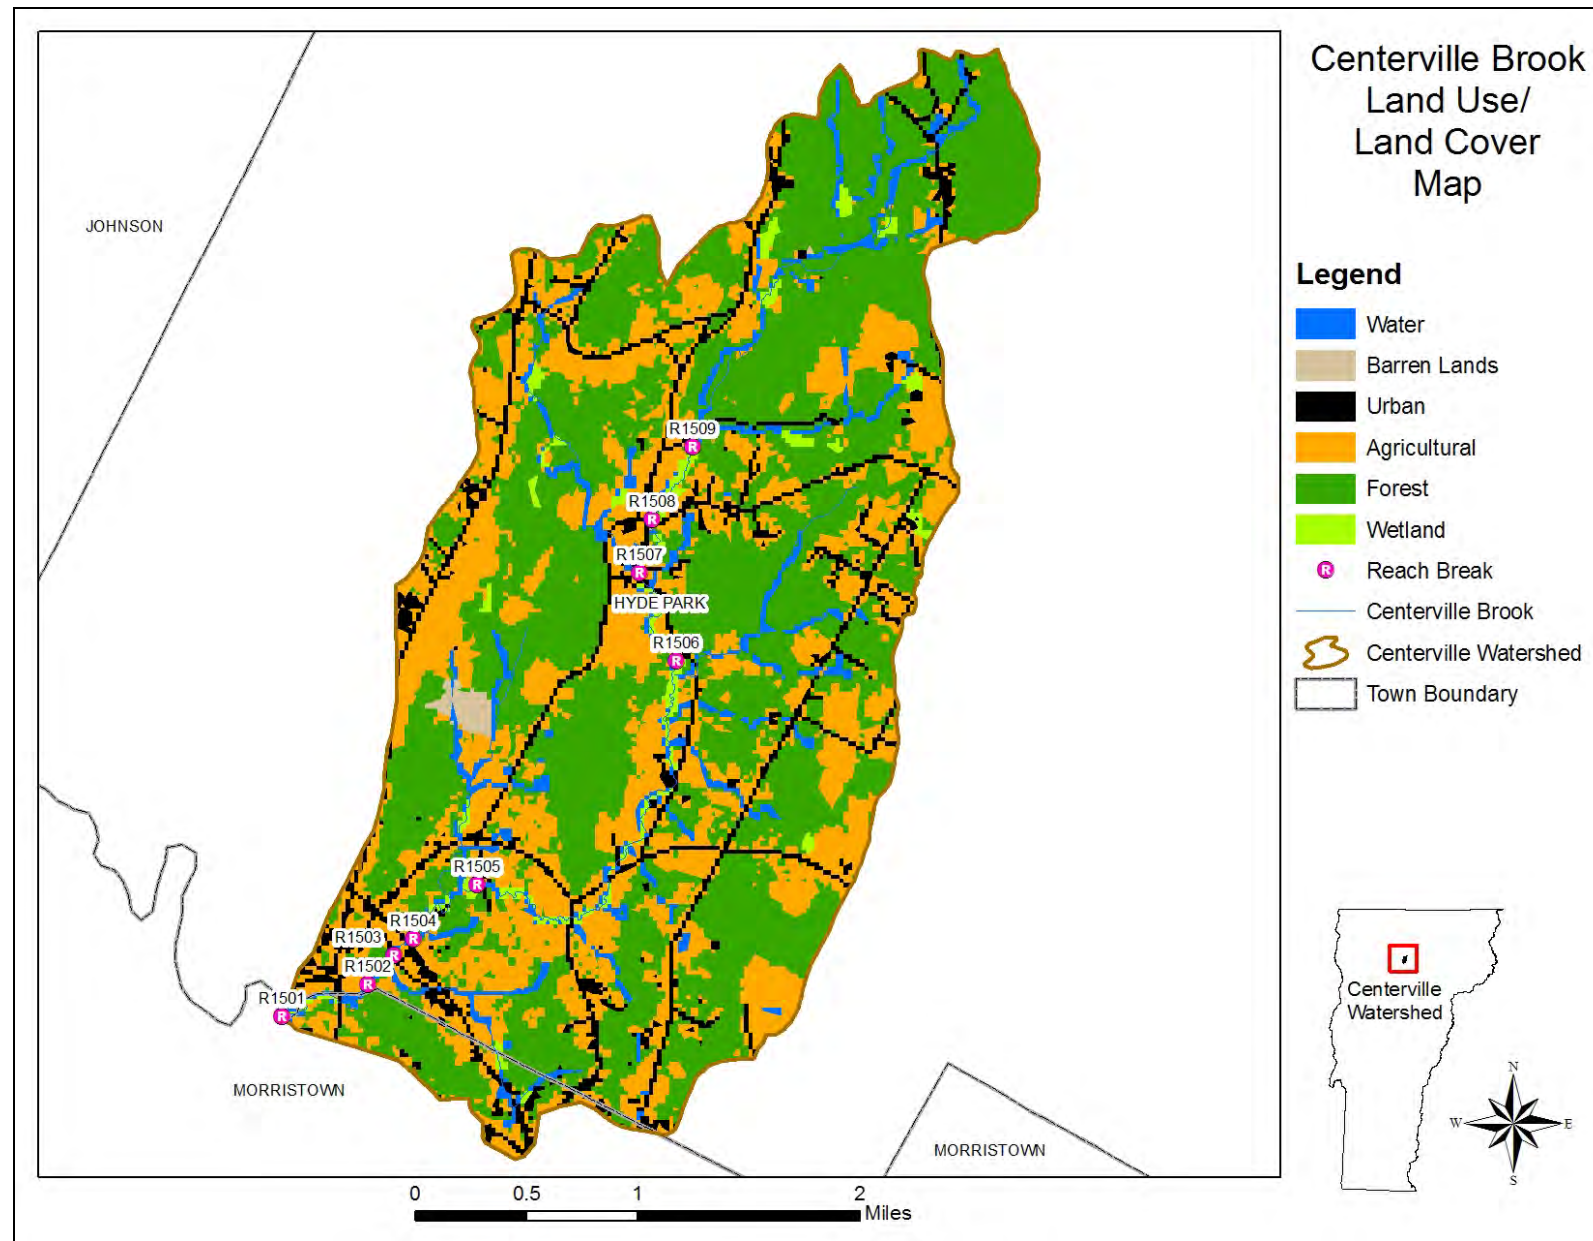 Centerville Brook
Land Use/
Land Cover
Map
JOHNSON
Legend
Water
Barren Lands
Urban
Agricultural
Forest
Wetland
R Reach Break
Centerville Brook
Centerville Watershed
Town Boundary
R1509
R
R1508
R
R1507
R
HYDE PARK
R1506
R
R1505
R
R1504
R
R1503
R
R1502
R
R1501
R
MORRISTOWN
MORRISTOWN
Centerville
Watershed
N
W E
S
0 0.5 1 2
Miles